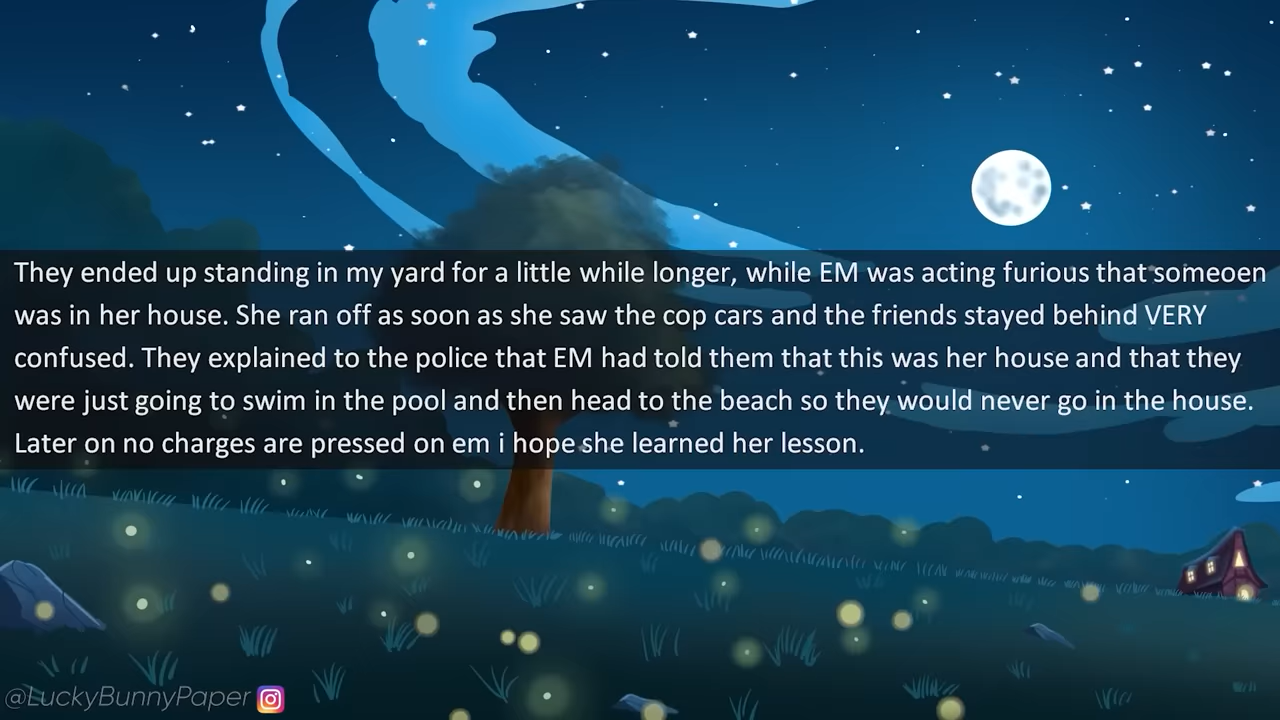 They ended up standing in my yard for a little while longer, while EM was acting furious that someoen
was in her house. She ran off as soon as she saw the cop cars and the friends stayed behind VERY
confused. They explained to the police that EM had told them that this was her house and that they
were just going to swim in the pool and then head to the beach so they would never go in the house.
Later on no charges are pressed on em i hope she learned her lesson.
@LuckyBunnyPaper